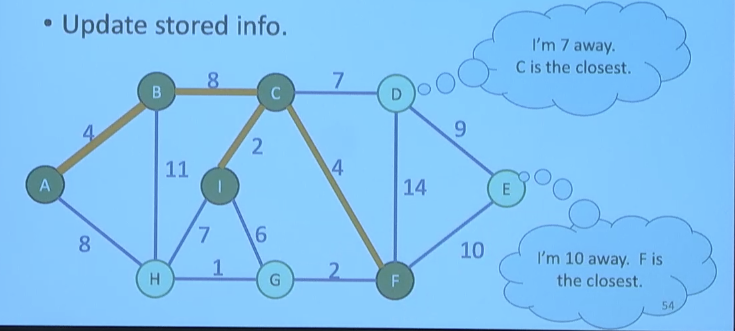 • Update stored info.
I'm 7 away.
C is the closest.
8
7
B
C
D
4
9
2
11
4
A
I
14
E
8
7
6
10
I'm 10 away. F is
the closest.
1
2
H
G
F
54